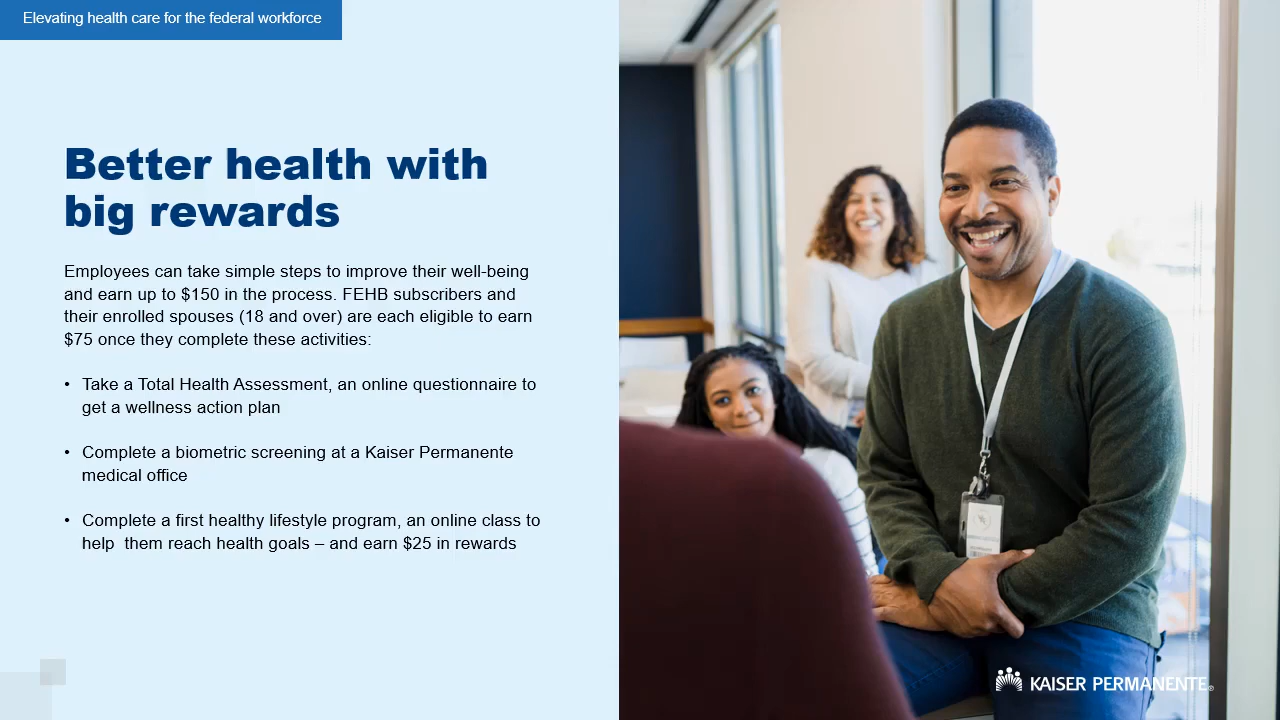 Elevating health care for the federal workforce
Better health with
big rewards
Employees can take simple steps to improve their well-being
and earn up to $150 in the process. FEHB subscribers and
their enrolled spouses (18 and over) are each eligible to earn
$75 once they complete these activities:
• Take a Total Health Assessment, an online questionnaire to
get a wellness action plan
• Complete a biometric screening at a Kaiser Permanente
medical office
• Complete a first healthy lifestyle program, an online class to
help  them reach health goals – and earn $25 in rewards
KAISER PERMANENTE®